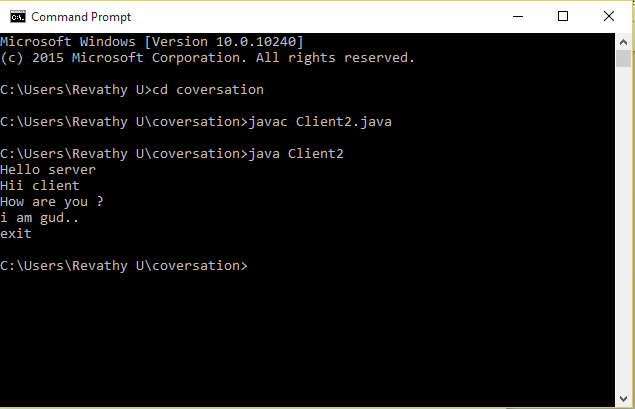 Command Prompt
Microsoft Windows [Version 10.0.10240]
(c) 2015 Microsoft Corporation. All rights reserved.
C:\Users\Revathy U>cd coversation
C:\Users\Revathy U\coversation>javac Client2.java
C:\Users\Revathy U\coversation>java Client2
Hello server
Hii client
How are you ?
i am gud..
exit
C:\Users\Revathy U\coversation>